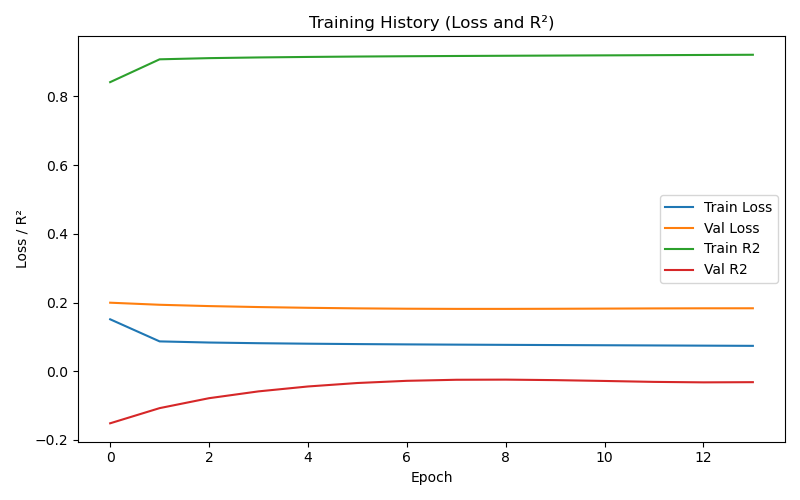 Training History (Loss and R²)
0.8
0.6
0.4
0.2
0.0
−0.2
Loss / R²
Train Loss
Val Loss
Train R2
Val R2
0 2 4 6 8 10 12
Epoch